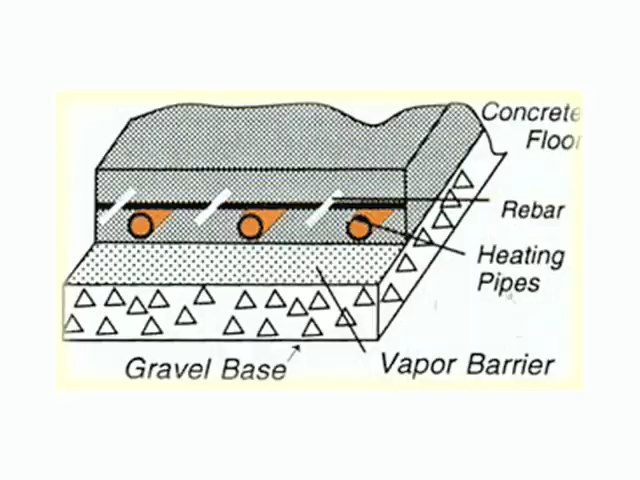 Concrete
Floor
Rebar
Heating
Pipes
Vapor Barrier
Gravel Base